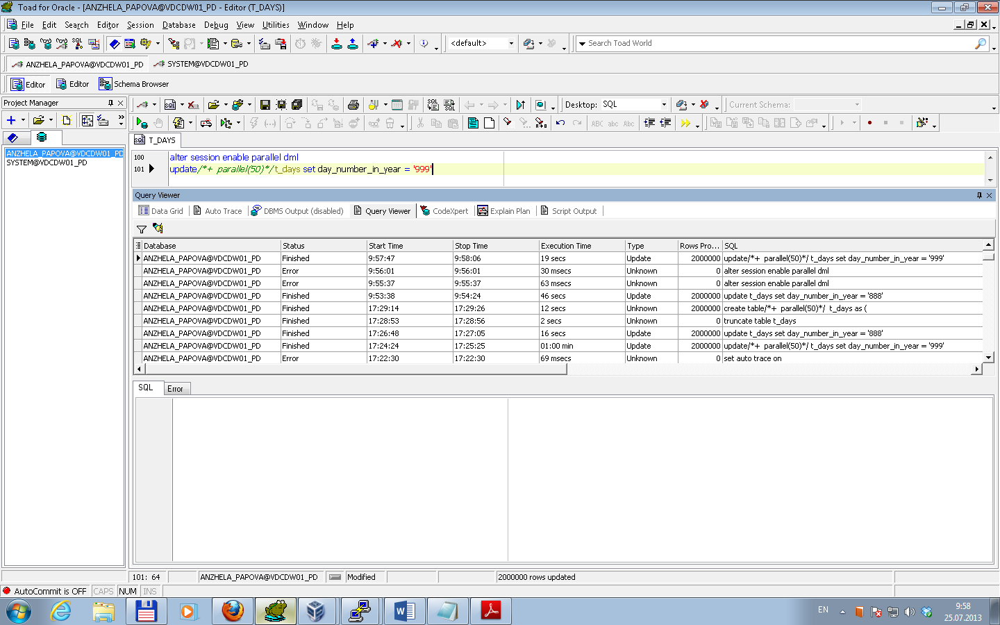 Toad for Oracle - [ANZHELA_PAPOVA@VDCDW01_PD - Editor (T_DAYS)]
File Edit Search Editor Session Database Debug View Utilities Window Help
<default> Search Toad World
ANZHELA_PAPOVA@VDCDW01_PD SYSTEM@VDCDW01_PD
Editor Editor Schema Browser
Project Manager
Desktop: SQL Current Schema:
ANZHELA_PAPOVA@VDCDW01_PD
SYSTEM@VDCDW01_PD
T_DAYS
100 alter session enable parallel dml
101 update/*+ parallel(50)*/t_days set day_number_in_year = '999'
Query Viewer
Data Grid Auto Trace DBMS Output (disabled) Query Viewer CodeXpert Explain Plan Script Output
Database Status Start Time Stop Time Execution Time Type Rows Pro... SQL
ANZHELA_PAPOVA@VDCDW01_PD Finished 9:57:47 9:58:06 19 secs Update 2000000 update/*+ parallel(50)*/ t_days set day_number_in_year = '999'
ANZHELA_PAPOVA@VDCDW01_PD Error 9:56:01 9:56:01 30 msecs Unknown 0 alter session enable parallel dml
ANZHELA_PAPOVA@VDCDW01_PD Error 9:55:37 9:55:37 63 msecs Unknown 0 alter session enable parallel dml
ANZHELA_PAPOVA@VDCDW01_PD Finished 9:53:38 9:54:24 46 secs Update 2000000 update t_days set day_number_in_year = '888'
ANZHELA_PAPOVA@VDCDW01_PD Finished 17:29:14 17:29:26 12 secs Unknown 2000000 create table/*+ parallel(50)*/ t_days as (
ANZHELA_PAPOVA@VDCDW01_PD Finished 17:28:53 17:28:56 2 secs Unknown 0 truncate table t_days
ANZHELA_PAPOVA@VDCDW01_PD Finished 17:26:48 17:27:05 16 secs Update 2000000 update t_days set day_number_in_year = '888'
ANZHELA_PAPOVA@VDCDW01_PD Finished 17:24:24 17:25:25 01:00 min Update 2000000 update/*+ parallel(50)*/ t_days set day_number_in_year = '999'
ANZHELA_PAPOVA@VDCDW01_PD Error 17:22:30 17:22:30 69 msecs Unknown 0 set auto trace on
SQL Error
101: 64 ANZHELA_PAPOVA@VDCDW01_PD Modified 2000000 rows updated
AutoCommit is OFF CAPS NUM INS
EN 9:58
25.07.2013